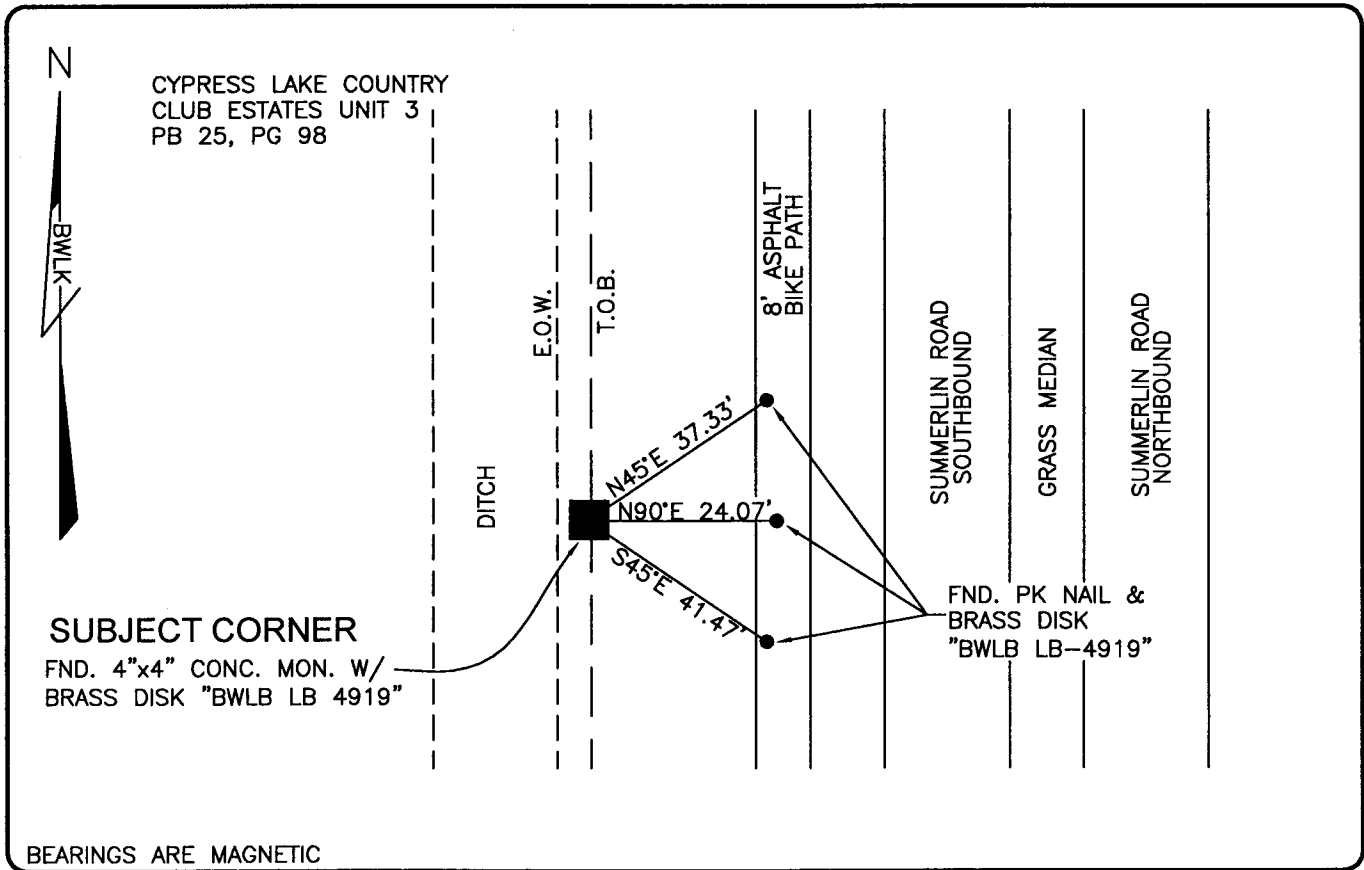 N
CYPRESS LAKE COUNTRY
CLUB ESTATES UNIT 3
PB 25, PG 98
BWLK
E.O.W.
T.O.B.
8' ASPHALT
BIKE PATH
SUMMERLIN ROAD
SOUTHBOUND
GRASS MEDIAN
SUMMERLIN ROAD
NORTHBOUND
DITCH
N45°E 37.33'
N90°E 24.07'
S45°E 41.47'
SUBJECT CORNER
FND. 4"x4" CONC. MON. W/
BRASS DISK "BWLB LB 4919"
FND. PK NAIL &
BRASS DISK
"BWLB LB-4919"
BEARINGS ARE MAGNETIC